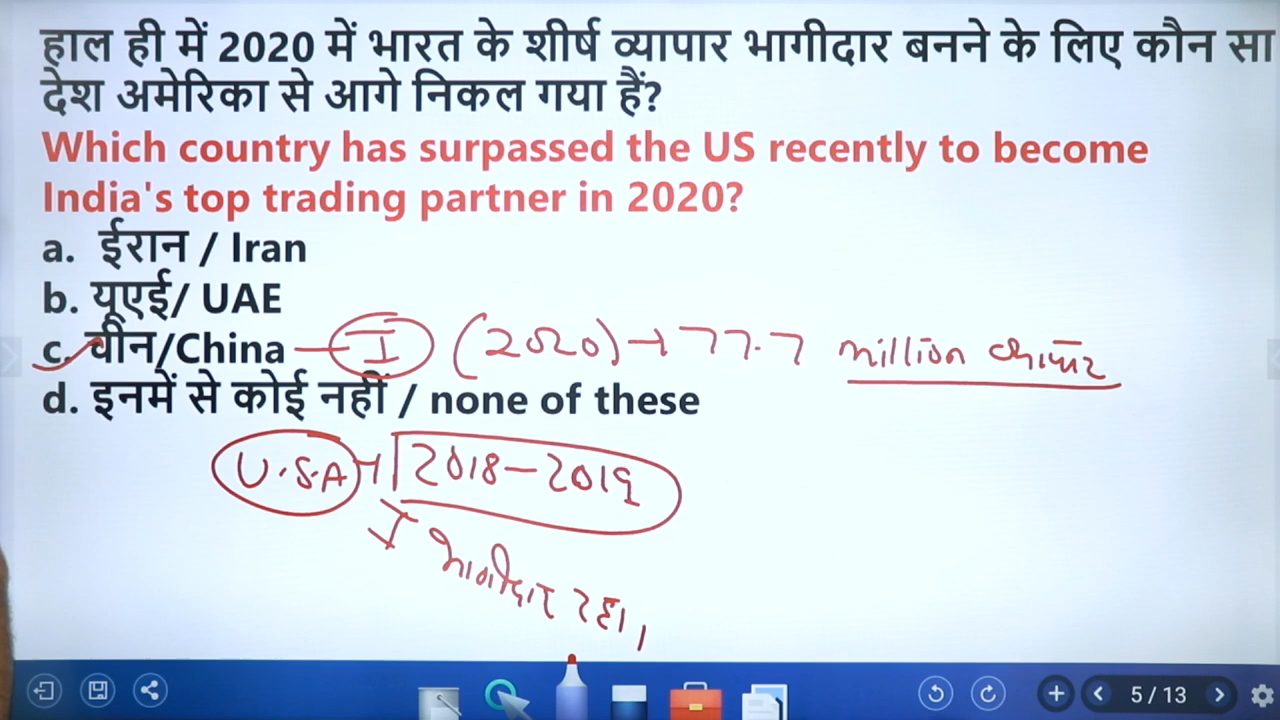 हाल ही में 2020 में भारत के शीर्ष व्यापार भागीदार बनने के लिए कौन सा
देश अमेरिका से आगे निकल गया हैं?
Which country has surpassed the US recently to become
India's top trading partner in 2020?
a. ईरान / Iran
b. यूएई/ UAE
c. चीन/China — I (2020) → 77.7 million
d. इनमें से कोई नहीं / none of these
U.S.A → 2018-2019
I भागीदार रहा।
5 / 13